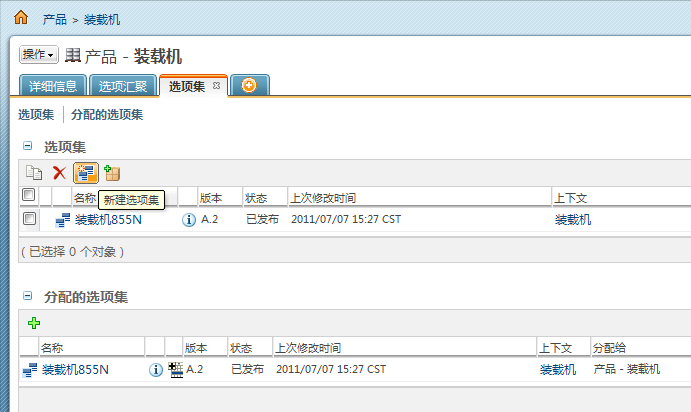 产品 > 装载机
操作 产品 - 装载机
详细信息 选项汇聚 选项集
选项集 分配的选项集
选项集
新建选项集
名称 版本 状态 上次修改时间 上下文
装载机855N A.2 已发布 2011/07/07 15:27 CST 装载机
( 已选择 0 个对象 )
分配的选项集
名称 版本 状态 上次修改时间 上下文 分配给
装载机855N A.2 已发布 2011/07/07 15:27 CST 装载机 产品 - 装载机